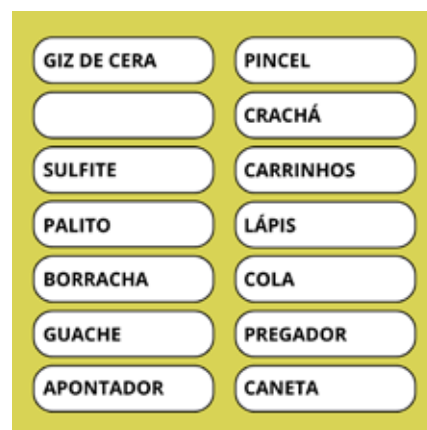 GIZ DE CERA
PINCEL
CRACHÁ
SULFITE
CARRINHOS
PALITO
LÁPIS
BORRACHA
COLA
GUACHE
PREGADOR
APONTADOR
CANETA